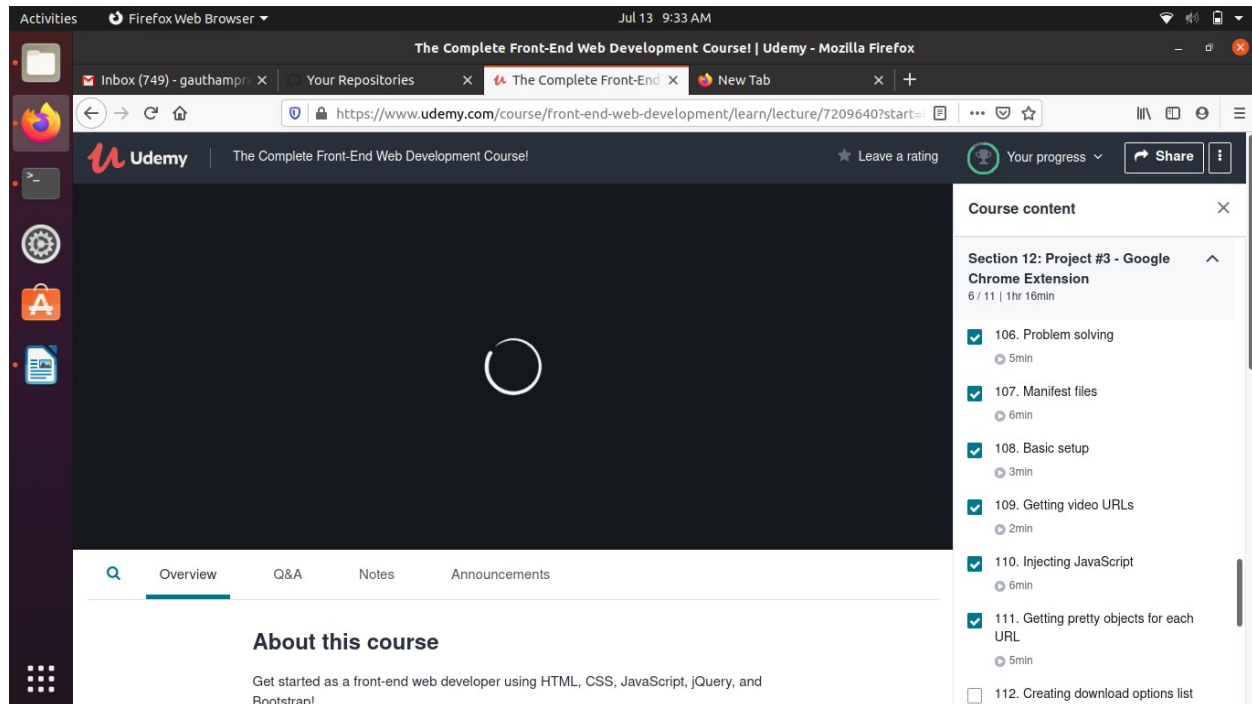 Activities
Firefox Web Browser
Jul 13 9:33 AM
The Complete Front-End Web Development Course! | Udemy - Mozilla Firefox
Inbox (749) - gauthampra
Your Repositories
The Complete Front-End
New Tab
https://www.udemy.com/course/front-end-web-development/learn/lecture/7209640?start=
Udemy
The Complete Front-End Web Development Course!
Leave a rating
Your progress
Share
Course content
Section 12: Project #3 - Google
Chrome Extension
6 / 11 | 1hr 16min
106. Problem solving
5min
107. Manifest files
6min
108. Basic setup
3min
109. Getting video URLs
2min
110. Injecting JavaScript
6min
111. Getting pretty objects for each
URL
5min
112. Creating download options list
Overview
Q&A
Notes
Announcements
About this course
Get started as a front-end web developer using HTML, CSS, JavaScript, jQuery, and
Bootstrap!